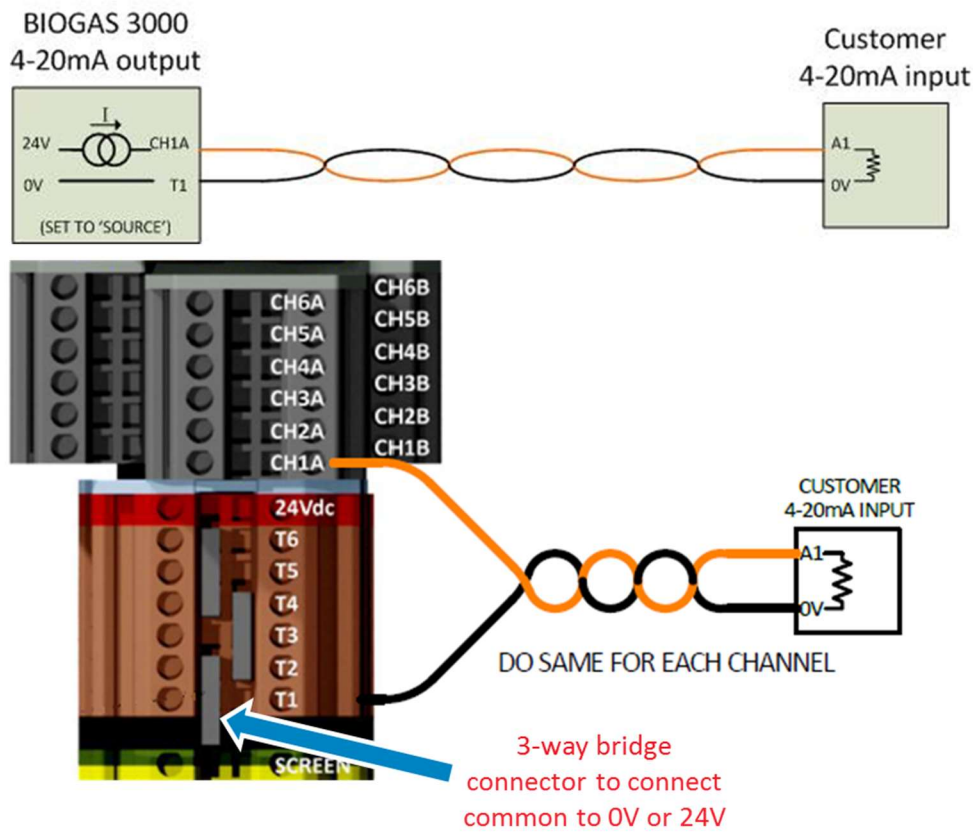 BIOGAS 3000
4-20mA output
Customer
4-20mA input
I
24V
CH1A
0V
T1
(SET TO 'SOURCE')
A1
0V
CH6A
CH6B
CH5A
CH5B
CH4A
CH4B
CH3A
CH3B
CH2A
CH2B
CH1A
CH1B
24Vdc
T6
T5
T4
T3
T2
T1
SCREEN
CUSTOMER
4-20mA INPUT
A1
0V
DO SAME FOR EACH CHANNEL
3-way bridge
connector to connect
common to 0V or 24V